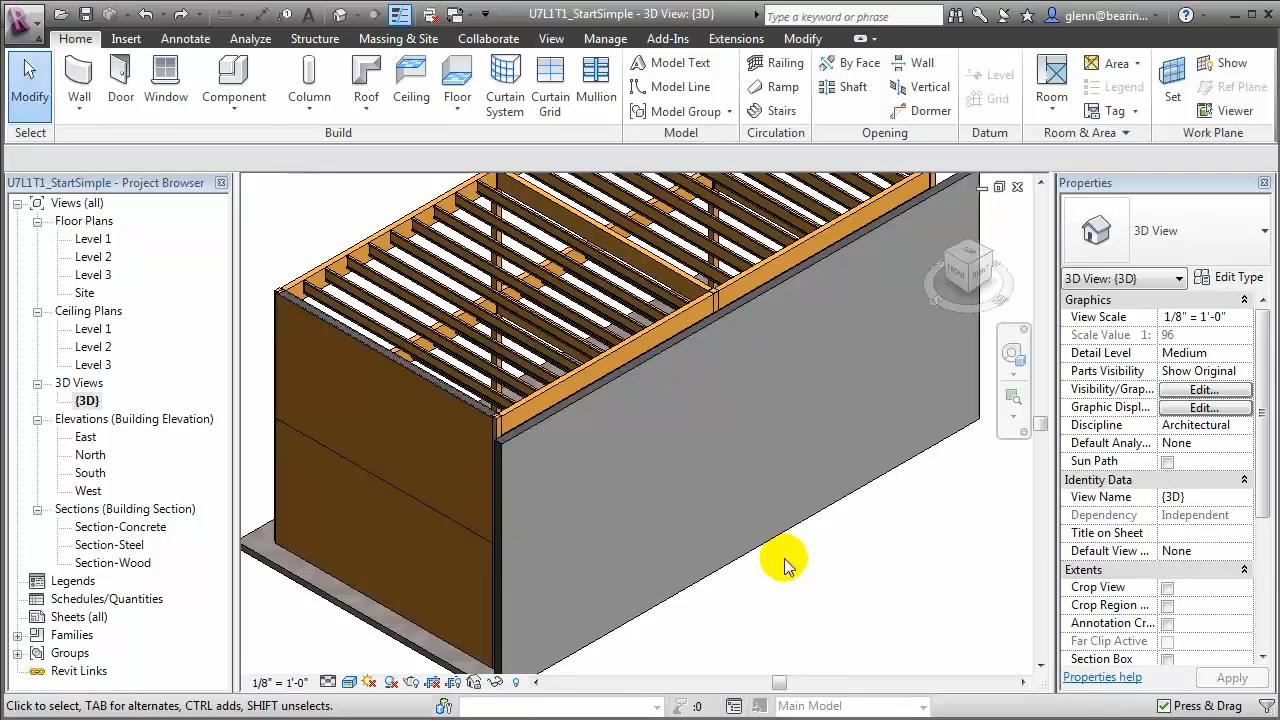 U7L1T1_StartSimple - 3D View: {3D}
Type a keyword or phrase
glenn@bearin...
Home Insert Annotate Analyze Structure Massing & Site Collaborate View Manage Add-Ins Extensions Modify
Modify Wall Door Window Component Column Roof Ceiling Floor Curtain System Curtain Grid Mullion
Model Text Railing By Face Wall Level Area Show
Model Line Ramp Shaft Vertical Grid Room Legend Set Ref Plane
Model Group Stairs Dormer Tag Viewer
Select Build Model Circulation Opening Datum Room & Area Work Plane
U7L1T1_StartSimple - Project Browser
Views (all)
Floor Plans
Level 1
Level 2
Level 3
Site
Ceiling Plans
Level 1
Level 2
Level 3
3D Views
{3D}
Elevations (Building Elevation)
East
North
South
West
Sections (Building Section)
Section-Concrete
Section-Steel
Section-Wood
Legends
Schedules/Quantities
Sheets (all)
Families
Groups
Revit Links
Properties
3D View
3D View: {3D} Edit Type
Graphics
View Scale 1/8" = 1'-0"
Scale Value 1: 96
Detail Level Medium
Parts Visibility Show Original
Visibility/Grap... Edit...
Graphic Displ... Edit...
Discipline Architectural
Default Analy... None
Sun Path
Identity Data
View Name {3D}
Dependency Independent
Title on Sheet
Default View ... None
Extents
Crop View
Crop Region ...
Annotation Cr...
Far Clip Active
Section Box
Properties help Apply
1/8" = 1'-0"
Click to select, TAB for alternates, CTRL adds, SHIFT unselects.
:0
Main Model
Press & Drag